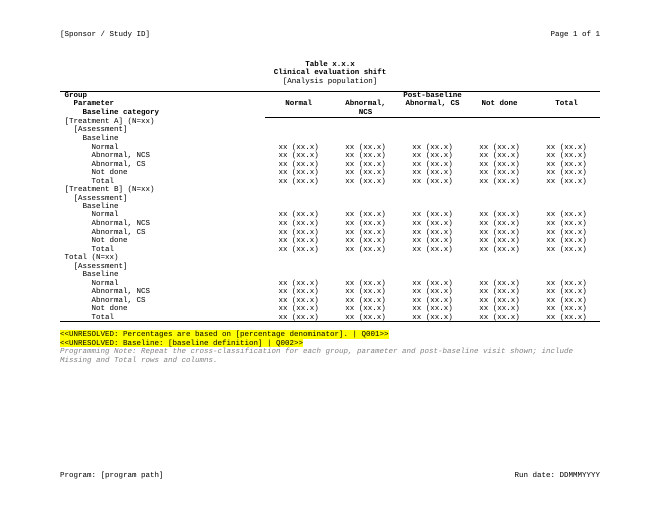 [Sponsor / Study ID] Page 1 of 1
Table x.x.x
Clinical evaluation shift
[Analysis population]
Group Post-baseline
Parameter Normal Abnormal, Abnormal, CS Not done Total
Baseline category NCS
[Treatment A] (N=xx)
[Assessment]
Baseline
Normal xx (xx.x) xx (xx.x) xx (xx.x) xx (xx.x) xx (xx.x)
Abnormal, NCS xx (xx.x) xx (xx.x) xx (xx.x) xx (xx.x) xx (xx.x)
Abnormal, CS xx (xx.x) xx (xx.x) xx (xx.x) xx (xx.x) xx (xx.x)
Not done xx (xx.x) xx (xx.x) xx (xx.x) xx (xx.x) xx (xx.x)
Total xx (xx.x) xx (xx.x) xx (xx.x) xx (xx.x) xx (xx.x)
[Treatment B] (N=xx)
[Assessment]
Baseline
Normal xx (xx.x) xx (xx.x) xx (xx.x) xx (xx.x) xx (xx.x)
Abnormal, NCS xx (xx.x) xx (xx.x) xx (xx.x) xx (xx.x) xx (xx.x)
Abnormal, CS xx (xx.x) xx (xx.x) xx (xx.x) xx (xx.x) xx (xx.x)
Not done xx (xx.x) xx (xx.x) xx (xx.x) xx (xx.x) xx (xx.x)
Total xx (xx.x) xx (xx.x) xx (xx.x) xx (xx.x) xx (xx.x)
Total (N=xx)
[Assessment]
Baseline
Normal xx (xx.x) xx (xx.x) xx (xx.x) xx (xx.x) xx (xx.x)
Abnormal, NCS xx (xx.x) xx (xx.x) xx (xx.x) xx (xx.x) xx (xx.x)
Abnormal, CS xx (xx.x) xx (xx.x) xx (xx.x) xx (xx.x) xx (xx.x)
Not done xx (xx.x) xx (xx.x) xx (xx.x) xx (xx.x) xx (xx.x)
Total xx (xx.x) xx (xx.x) xx (xx.x) xx (xx.x) xx (xx.x)
<<UNRESOLVED: Percentages are based on [percentage denominator]. | Q001>>
<<UNRESOLVED: Baseline: [baseline definition] | Q002>>
Programming Note: Repeat the cross-classification for each group, parameter and post-baseline visit shown; include
Missing and Total rows and columns.
Program: [program path] Run date: DDMMMYYYY